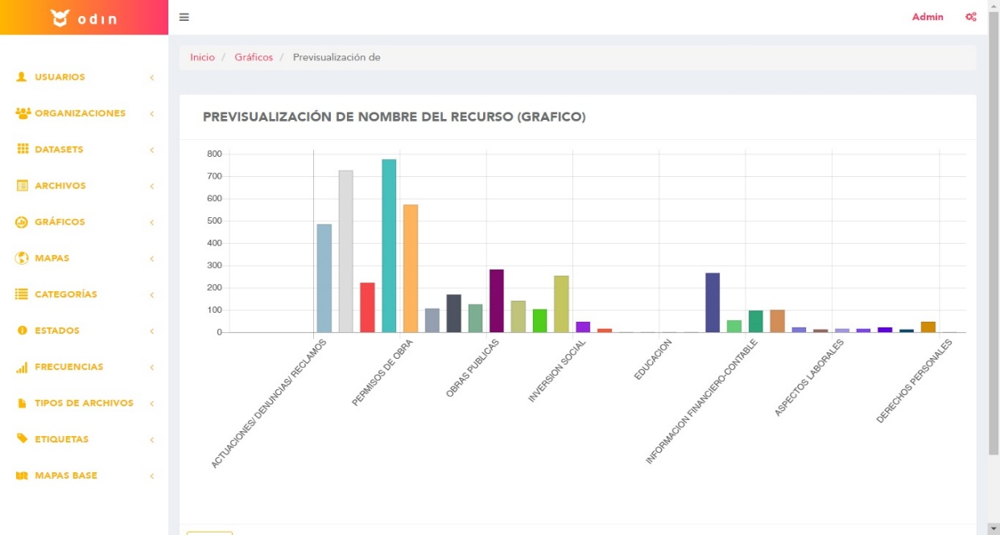 odin
Admin
Inicio / Gráficos / Previsualización de
USUARIOS
ORGANIZACIONES
DATASETS
ARCHIVOS
GRÁFICOS
MAPAS
CATEGORÍAS
ESTADOS
FRECUENCIAS
TIPOS DE ARCHIVOS
ETIQUETAS
MAPAS BASE
PREVISUALIZACIÓN DE NOMBRE DEL RECURSO (GRAFICO)
800
700
600
500
400
300
200
100
0
ACTUACIONES/ DENUNCIAS/ RECLAMOS
PERMISOS DE OBRA
OBRAS PUBLICAS
INVERSION SOCIAL
EDUCACION
INFORMACION FINANCIERO-CONTABLE
ASPECTOS LABORALES
DERECHOS PERSONALES